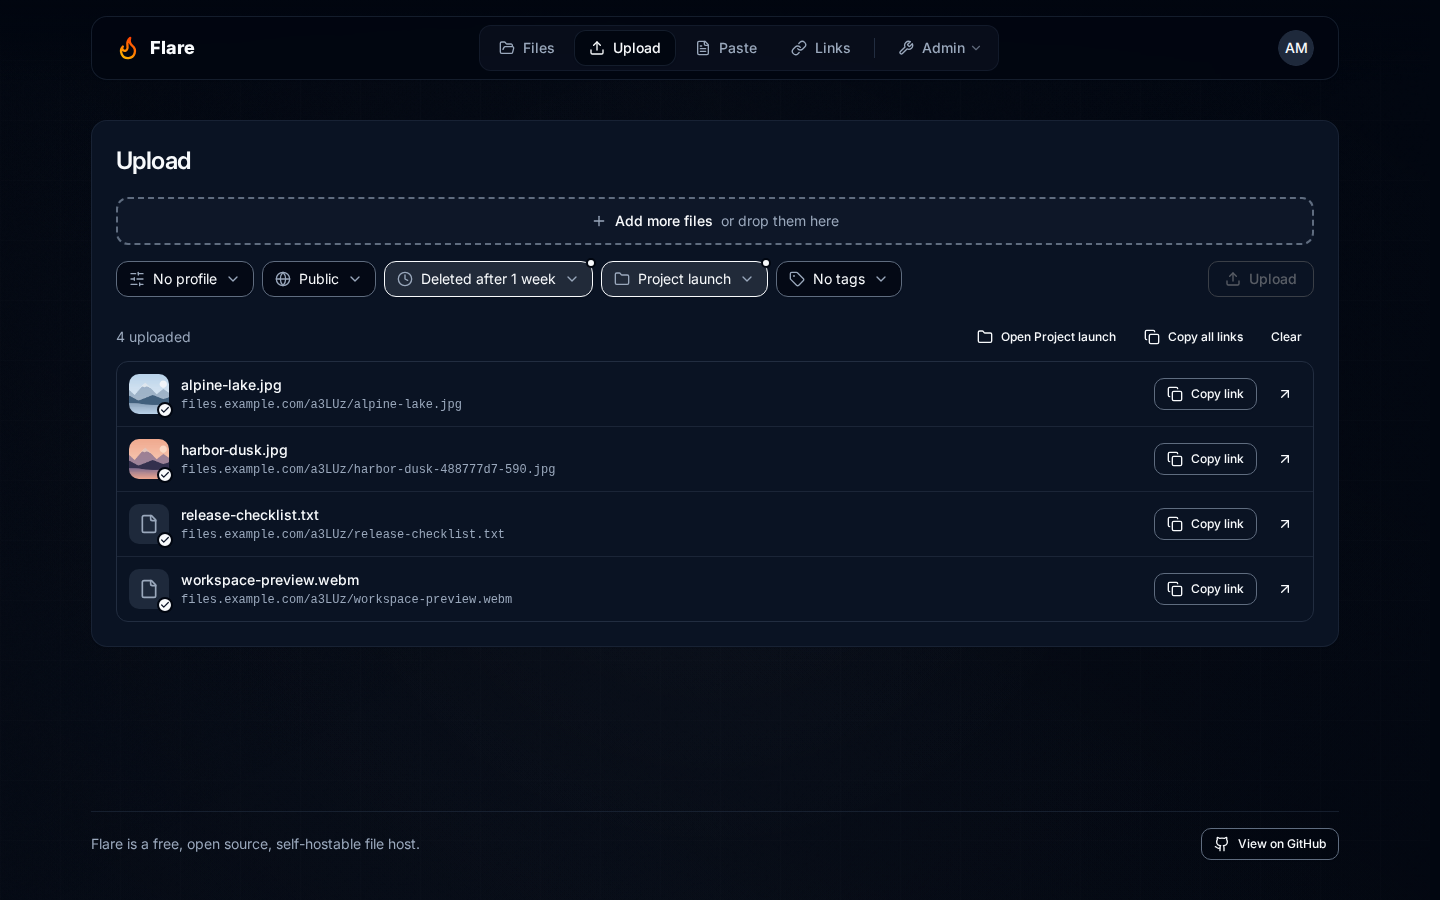 Flare
Files
Upload
Paste
Links
Admin
AM
Upload
Add more files or drop them here
No profile
Public
Deleted after 1 week
Project launch
No tags
Upload
4 uploaded
Open Project launch
Copy all links
Clear
alpine-lake.jpg
files.example.com/a3LUz/alpine-lake.jpg
Copy link
harbor-dusk.jpg
files.example.com/a3LUz/harbor-dusk-488777d7-590.jpg
Copy link
release-checklist.txt
files.example.com/a3LUz/release-checklist.txt
Copy link
workspace-preview.webm
files.example.com/a3LUz/workspace-preview.webm
Copy link
Flare is a free, open source, self-hostable file host.
View on GitHub